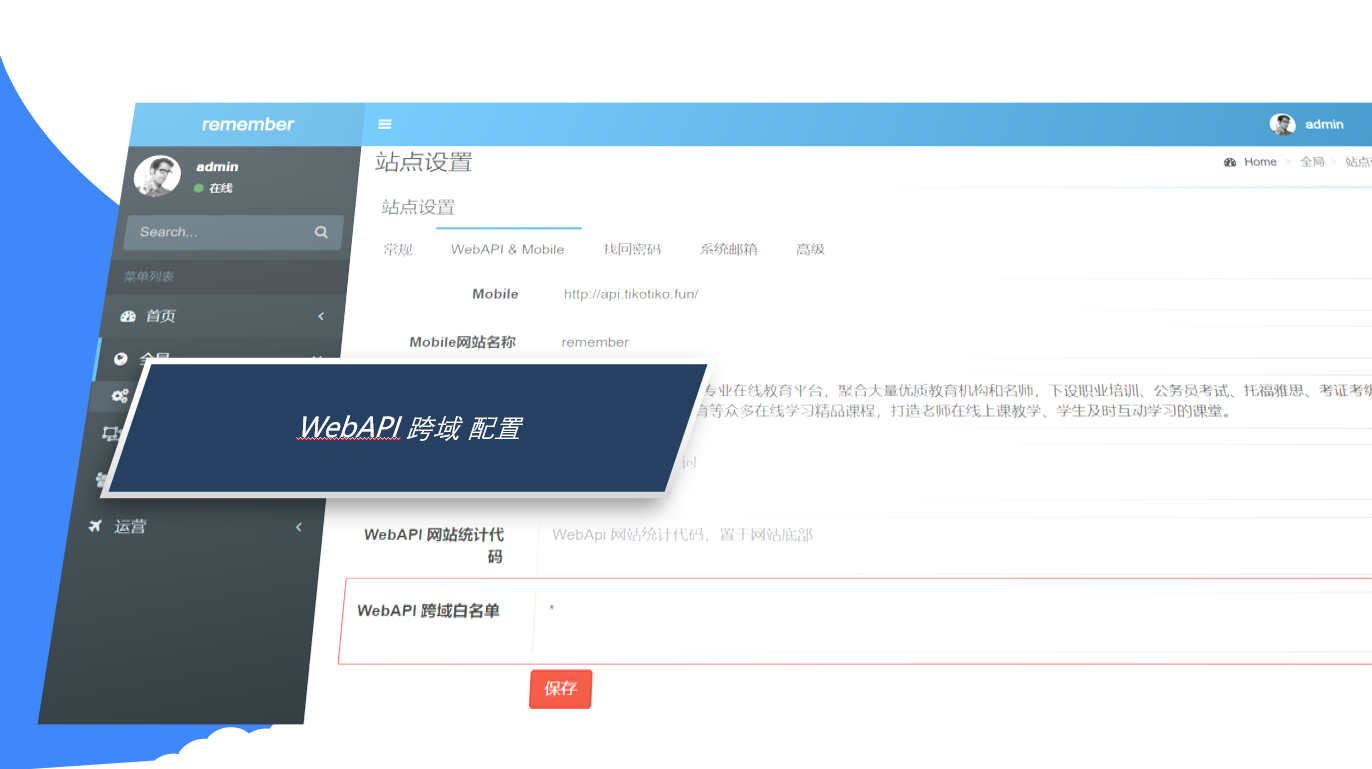 remember
admin
admin
在线
站点设置
Home > 全局 >
Search...
站点设置
菜单列表
常规
WebAPI & Mobile
找回密码
系统邮箱
高级
首页
Mobile
http://api.tikotiko.fun/
Mobile网站名称
remember
专业在线教育平台，聚合大量优质教育机构和名师，下设职业培训、公务员考试、托福雅思、考证考级
育等众多在线学习精品课程，打造老师在线上课教学、学生及时互动学习的课堂。
WebAPI 跨域 配置
问
运营
WebAPI 网站统计代
码
WebApi 网站统计代码，置于网站底部
WebAPI 跨域白名单
*
保存